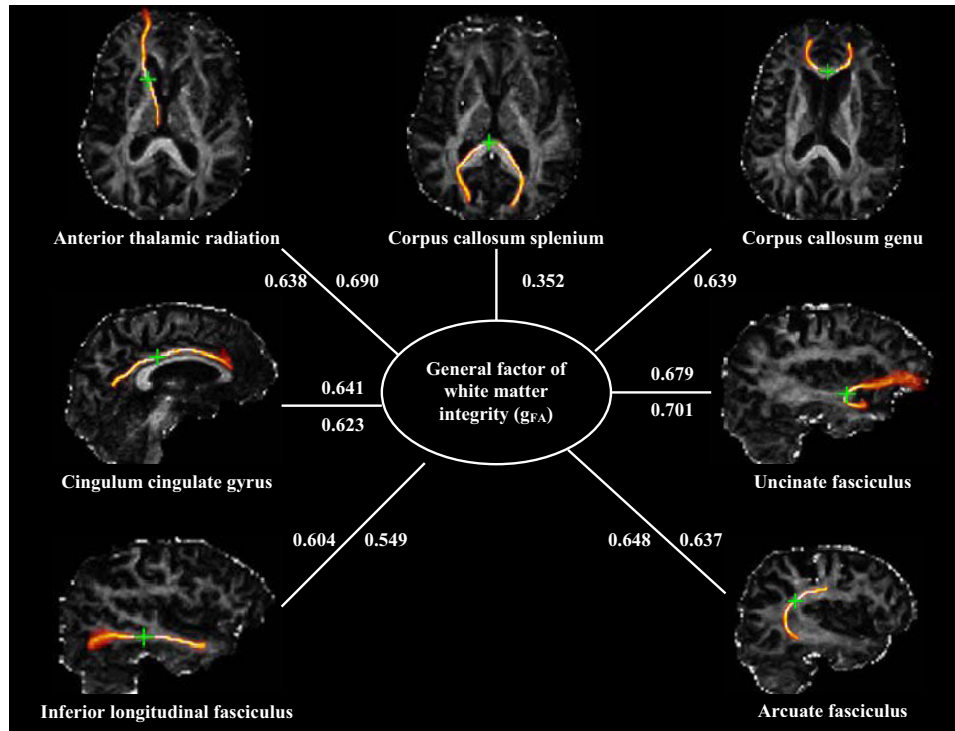 Anterior thalamic radiation
Corpus callosum splenium
Corpus callosum genu
0.638
0.690
0.352
0.639
General factor of
white matter
integrity (gFA)
0.641
0.623
0.679
0.701
Cingulum cingulate gyrus
Uncinate fasciculus
0.604
0.549
0.648
0.637
Inferior longitudinal fasciculus
Arcuate fasciculus